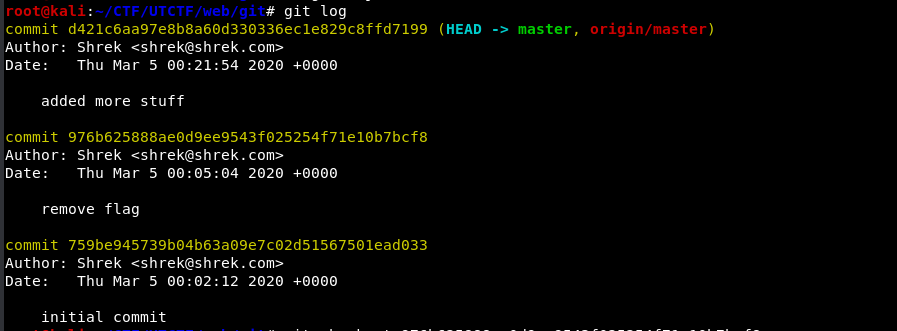 root@kali:~/CTF/UTCTF/web/git# git log
commit d421c6aa97e8b8a60d330336ec1e829c8ffd7199 (HEAD -> master, origin/master)
Author: Shrek <shrek@shrek.com>
Date:   Thu Mar 5 00:21:54 2020 +0000
    added more stuff
commit 976b625888ae0d9ee9543f025254f71e10b7bcf8
Author: Shrek <shrek@shrek.com>
Date:   Thu Mar 5 00:05:04 2020 +0000
    remove flag
commit 759be945739b04b63a09e7c02d51567501ead033
Author: Shrek <shrek@shrek.com>
Date:   Thu Mar 5 00:02:12 2020 +0000
    initial commit